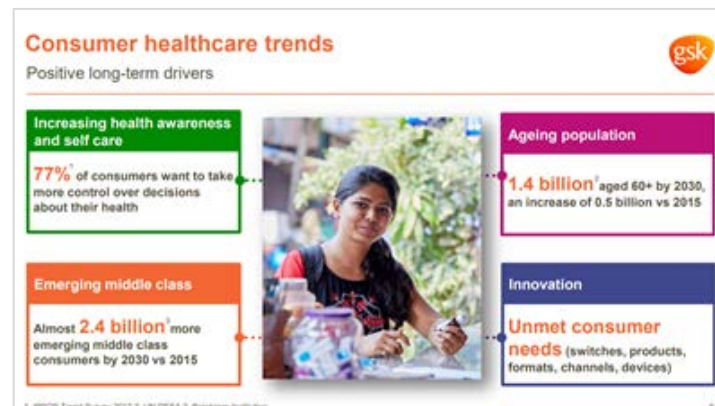 Consumer healthcare trends
gsk
Positive long-term drivers
Increasing health awareness
and self care
77%¹ of consumers want to take
more control over decisions
about their health
Ageing population
1.4 billion² aged 60+ by 2030,
an increase of 0.5 billion vs 2015
Emerging middle class
Almost 2.4 billion³ more
emerging middle class
consumers by 2030 vs 2015
Innovation
Unmet consumer
needs (switches, products,
formats, channels, devices)